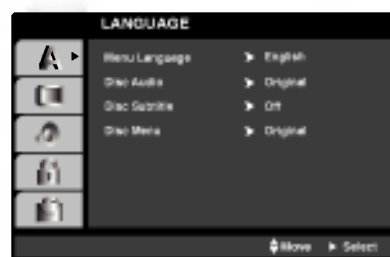 LANGUAGE
A
Menu Language English
Disc Audio Original
Disc Subtitle Off
Disc Menu Original
Move Select